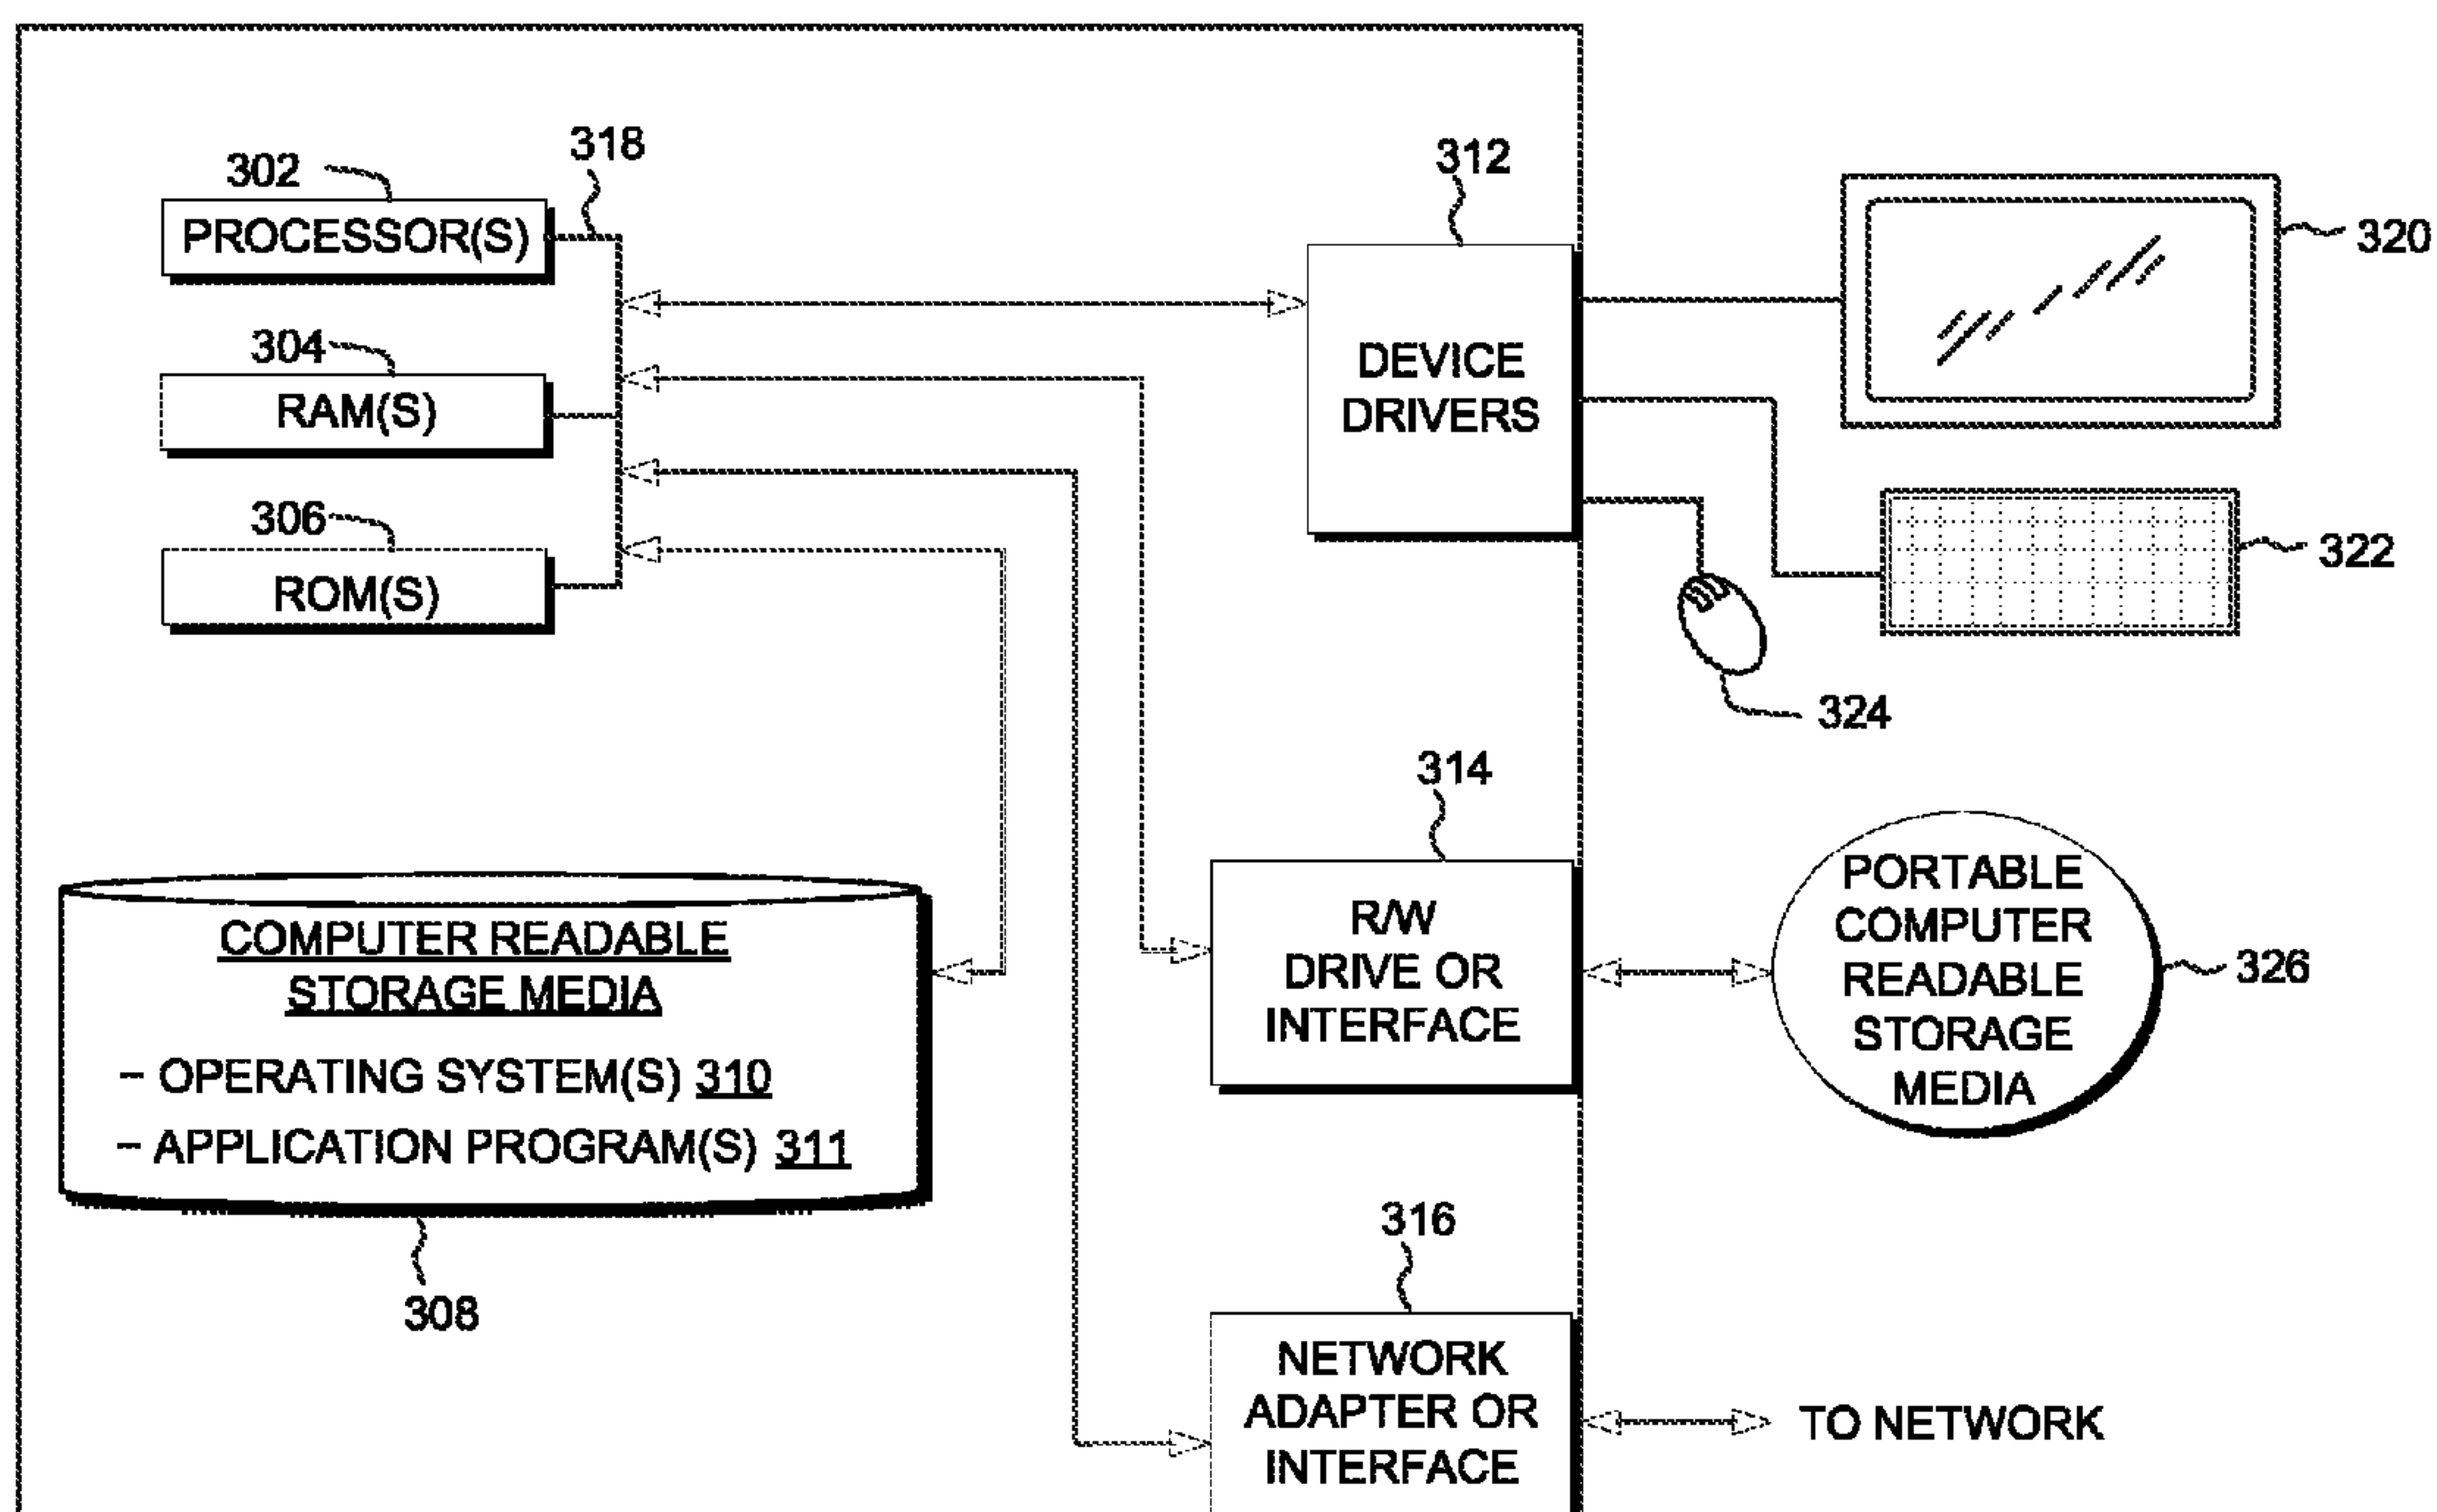 302
318
PROCESSOR(S)
304
RAM(S)
306
ROM(S)
312
DEVICE
DRIVERS
320
322
324
314
R/W
DRIVE OR
INTERFACE
PORTABLE
COMPUTER
READABLE
STORAGE
MEDIA
326
COMPUTER READABLE
STORAGE MEDIA
– OPERATING SYSTEM(S) 310
– APPLICATION PROGRAM(S) 311
308
316
NETWORK
ADAPTER OR
INTERFACE
TO NETWORK